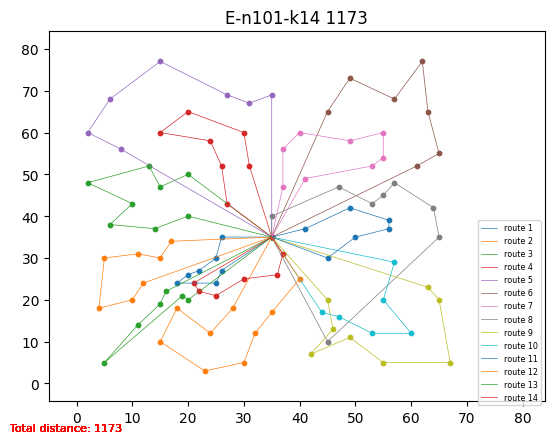 E-n101-k14 1173
80
70
60
50
40
30
20
10
0
route 1
route 2
route 3
route 4
route 5
route 6
route 7
route 8
route 9
route 10
route 11
route 12
route 13
route 14
0 10 20 30 40 50 60 70 80
Total distance: 1173